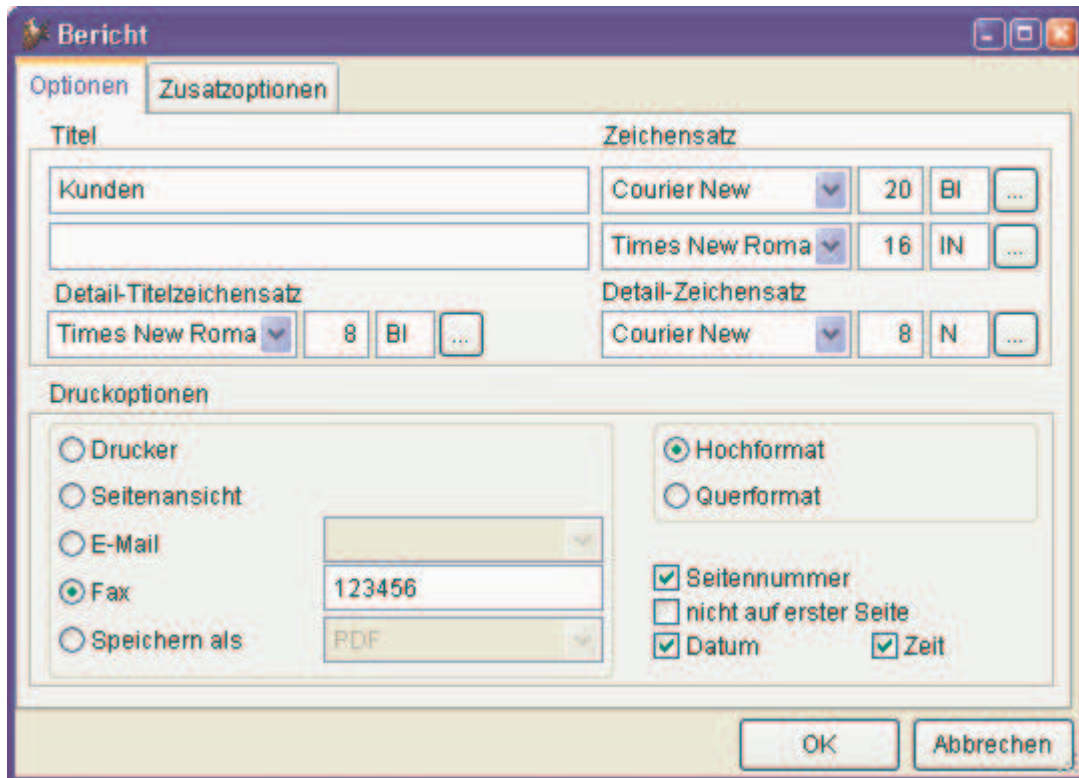 Bericht
Optionen Zusatzoptionen
Titel Zeichensatz
Kunden Courier New 20 BI ...
Times New Roma 16 IN ...
Detail-Titelzeichensatz Detail-Zeichensatz
Times New Roma 8 BI ... Courier New 8 N ...
Druckoptionen
Drucker Hochformat
Seitenansicht Querformat
E-Mail
Fax 123456 Seitennummer
nicht auf erster Seite
Speichern als PDF Datum Zeit
OK Abbrechen